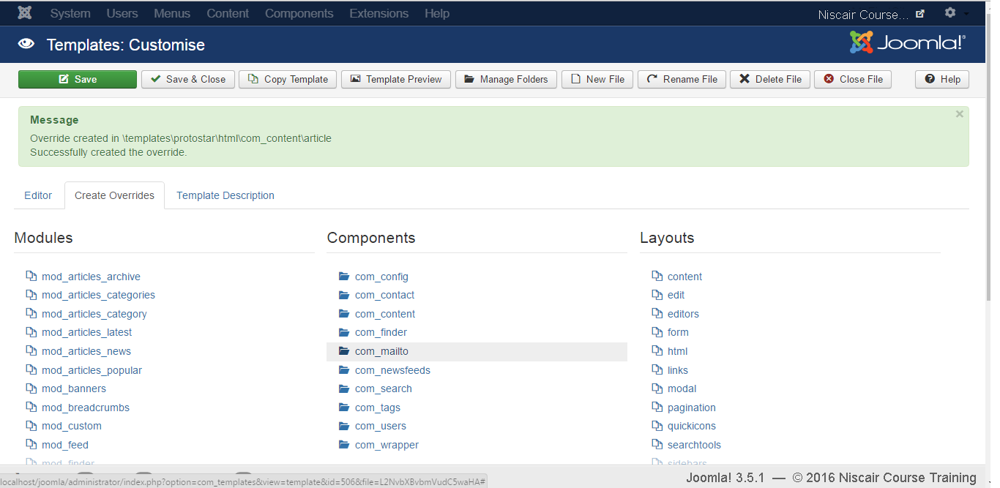 System Users Menus Content Components Extensions Help Niscair Course...
Templates: Customise Joomla!®
Save Save & Close Copy Template Template Preview Manage Folders New File Rename File Delete File Close File Help
Message ×
Override created in \templates\protostar\html\com_content\article
Successfully created the override.
Editor Create Overrides Template Description
Modules Components Layouts
mod_articles_archive com_config content
mod_articles_categories com_contact edit
mod_articles_category com_content editors
mod_articles_latest com_finder form
mod_articles_news com_mailto html
mod_articles_popular com_newsfeeds links
mod_banners com_search modal
mod_breadcrumbs com_tags pagination
mod_custom com_users quickicons
mod_feed com_wrapper searchtools
mod_finder sidebars
localhost/joomla/administrator/index.php?option=com_templates&view=template&id=506&file=L2NvbXBvbmVudC5waHA# Joomla! 3.5.1 — © 2016 Niscair Course Training